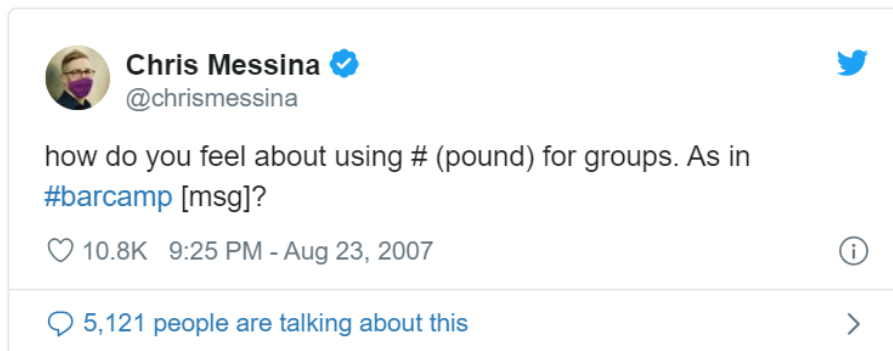 Chris Messina
@chrismessina
how do you feel about using # (pound) for groups. As in
#barcamp [msg]?
10.8K 9:25 PM - Aug 23, 2007
5,121 people are talking about this